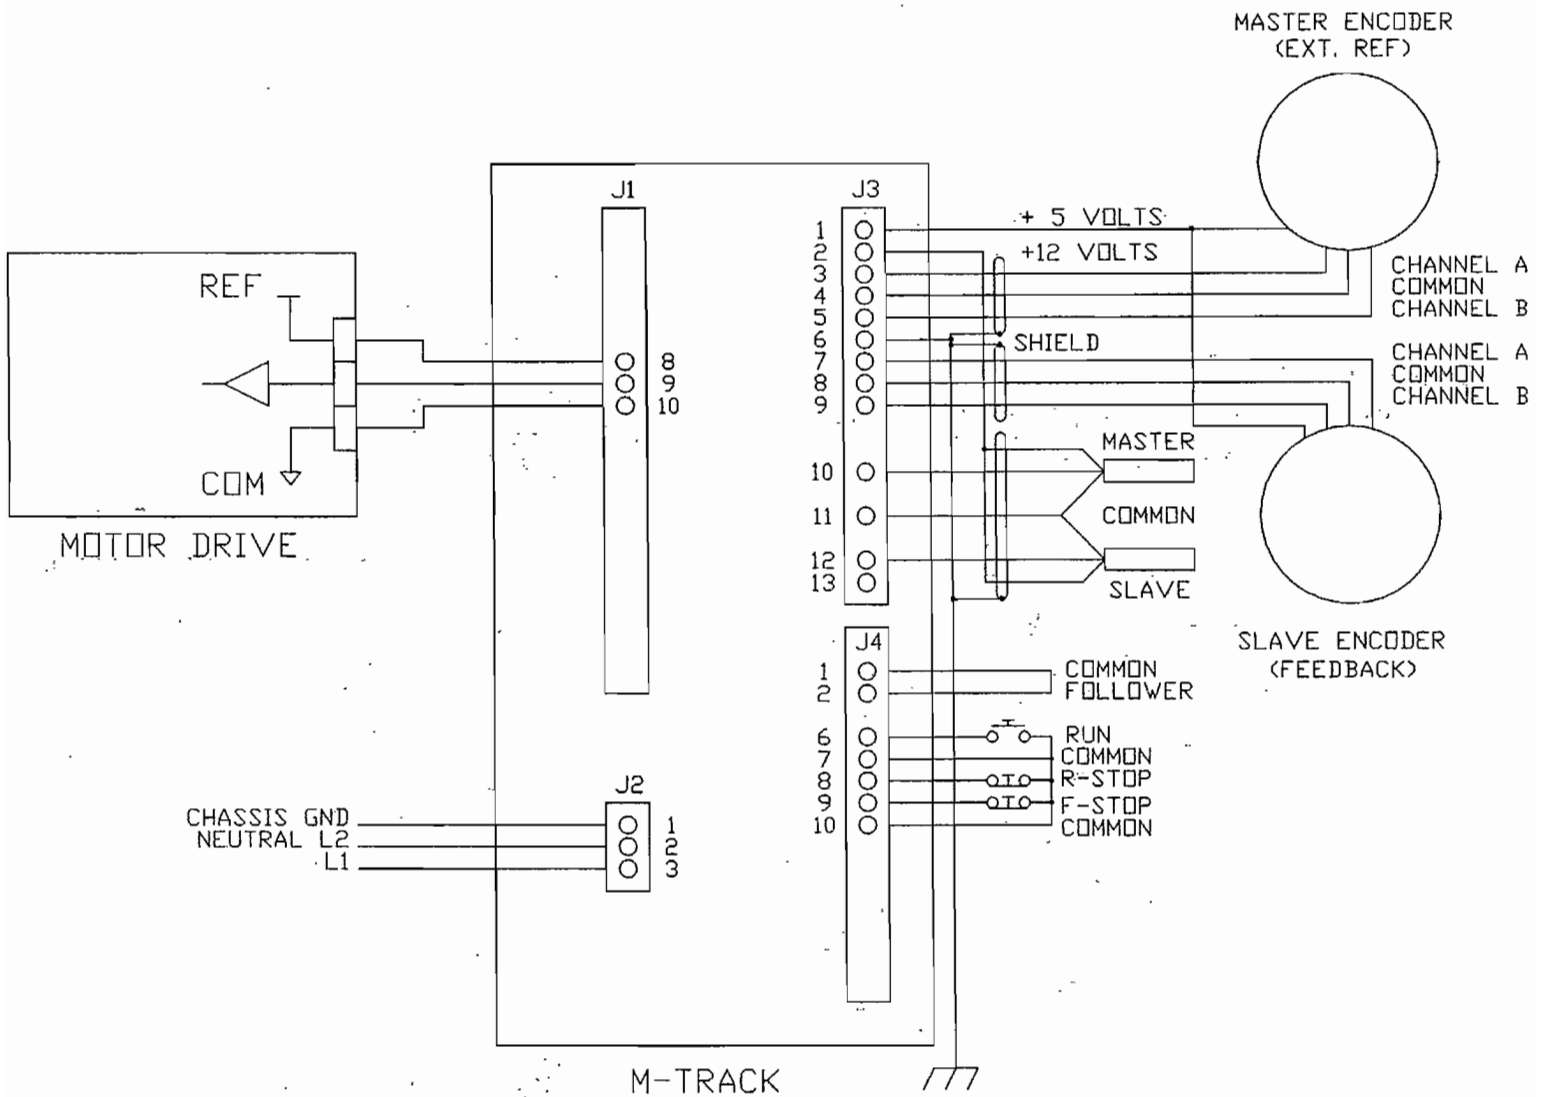 MASTER ENCODER
(EXT. REF)
J1
J3
1
+ 5 VOLTS
2
+12 VOLTS
3
CHANNEL A
4
COMMON
5
CHANNEL B
6
SHIELD
7
CHANNEL A
8
COMMON
9
CHANNEL B
REF
8
9
10
COM
MOTOR DRIVE
MASTER
10
11
COMMON
12
13
SLAVE
SLAVE ENCODER
(FEEDBACK)
J4
1
COMMON
2
FOLLOWER
6
RUN
7
COMMON
8
R-STOP
9
F-STOP
10
COMMON
J2
CHASSIS GND
1
NEUTRAL L2
2
L1
3
M-TRACK